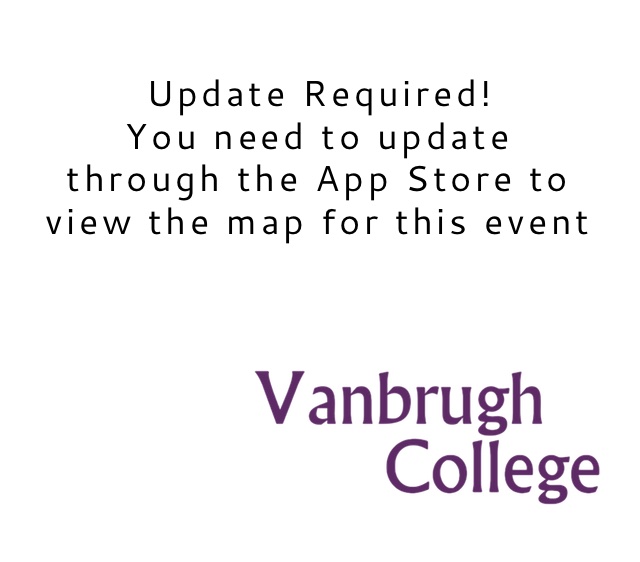 Update Required!
You need to update
through the App Store to
view the map for this event
Vanbrugh
College